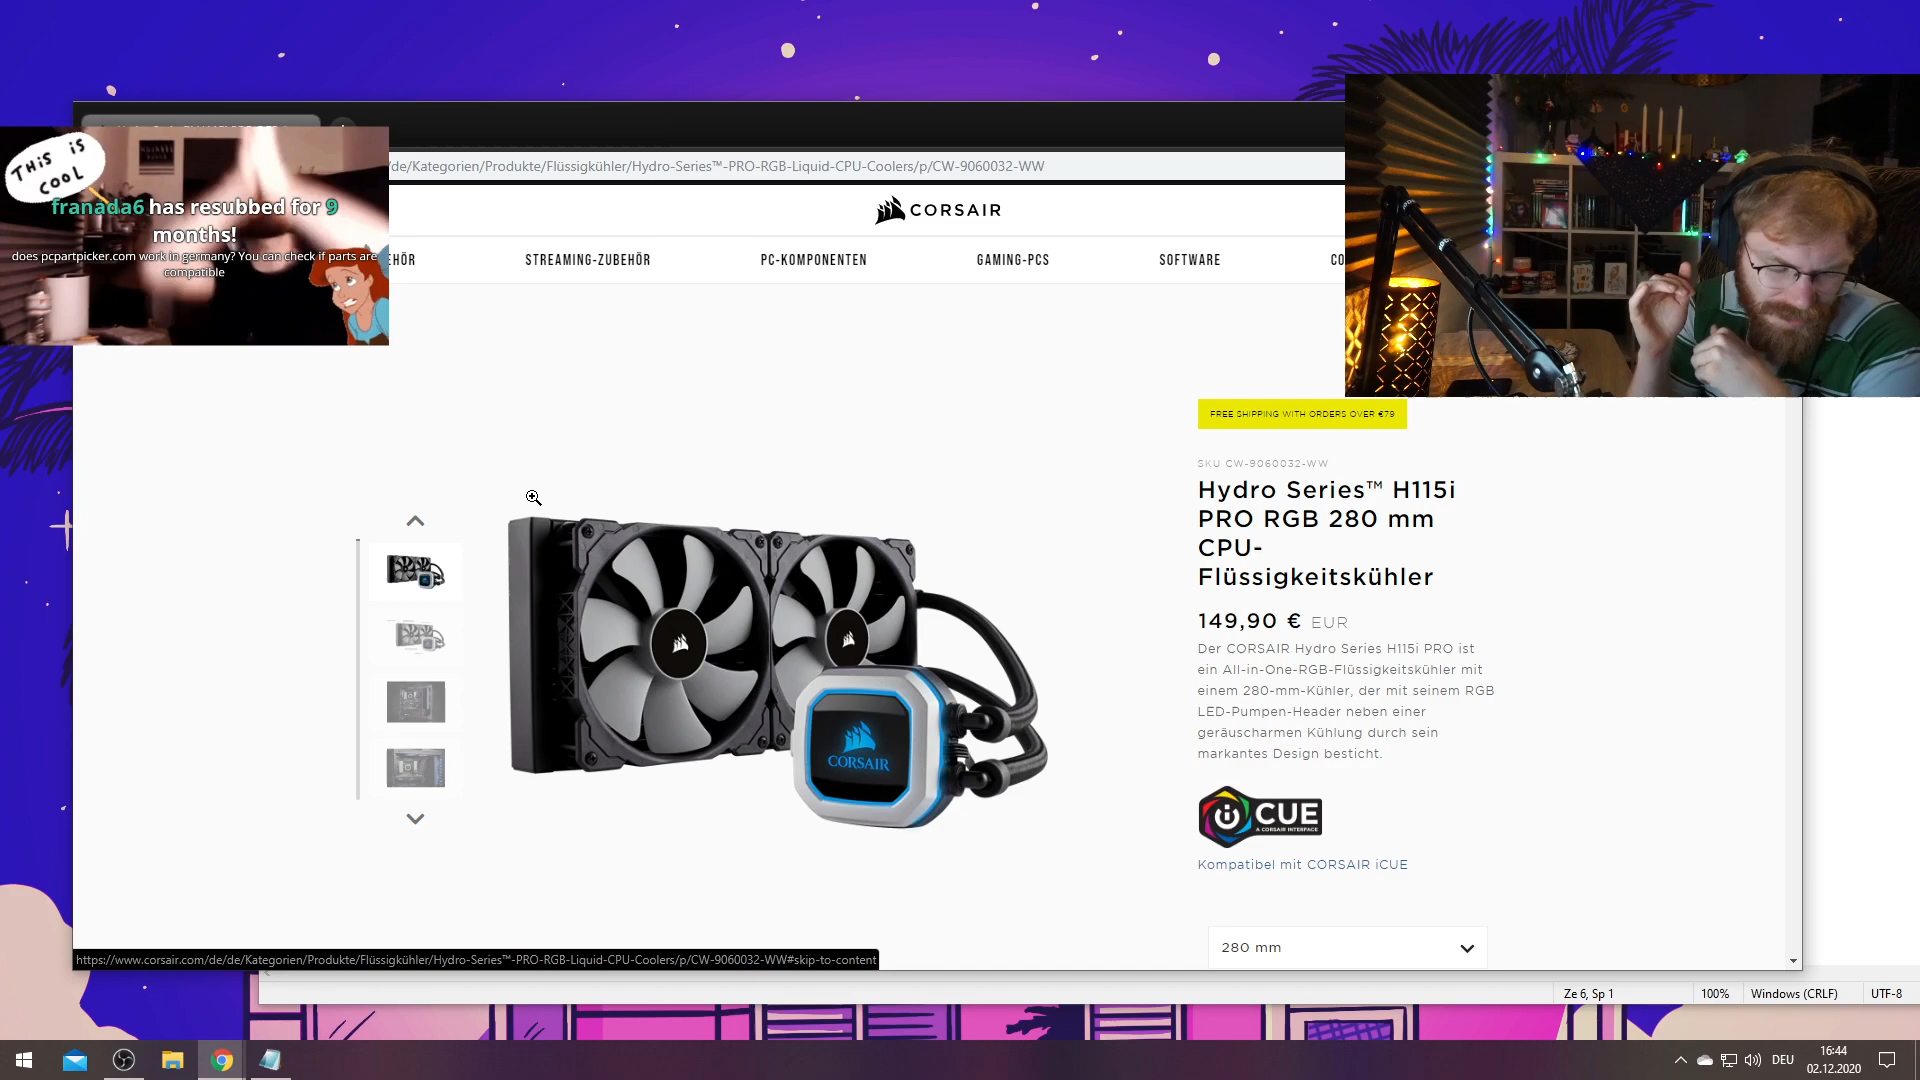 THIS IS
COOL
franada6 has resubbed for 9
months!
does pcpartpicker.com work in germany? You can check if parts are
compatible
/de/Kategorien/Produkte/Flüssigkühler/Hydro-Series™-PRO-RGB-Liquid-CPU-Coolers/p/CW-9060032-WW
CORSAIR
EHÖR
STREAMING-ZUBEHÖR
PC-KOMPONENTEN
GAMING-PCS
SOFTWARE
CO
FREE SHIPPING WITH ORDERS OVER €79
SKU CW-9060032-WW
Hydro Series™ H115i
PRO RGB 280 mm
CPU-
Flüssigkeitskühler
149,90 € EUR
Der CORSAIR Hydro Series H115i PRO ist
ein All-in-One-RGB-Flüssigkeitskühler mit
einem 280-mm-Kühler, der mit seinem RGB
LED-Pumpen-Header neben einer
geräuscharmen Kühlung durch sein
markantes Design besticht.
CORSAIR
iCUE
A CORSAIR INTERFACE
Kompatibel mit CORSAIR iCUE
280 mm
https://www.corsair.com/de/de/Kategorien/Produkte/Flüssigkühler/Hydro-Series™-PRO-RGB-Liquid-CPU-Coolers/p/CW-9060032-WW#skip-to-content
Ze 6, Sp 1
100%
Windows (CRLF)
UTF-8
DEU
16:44
02.12.2020